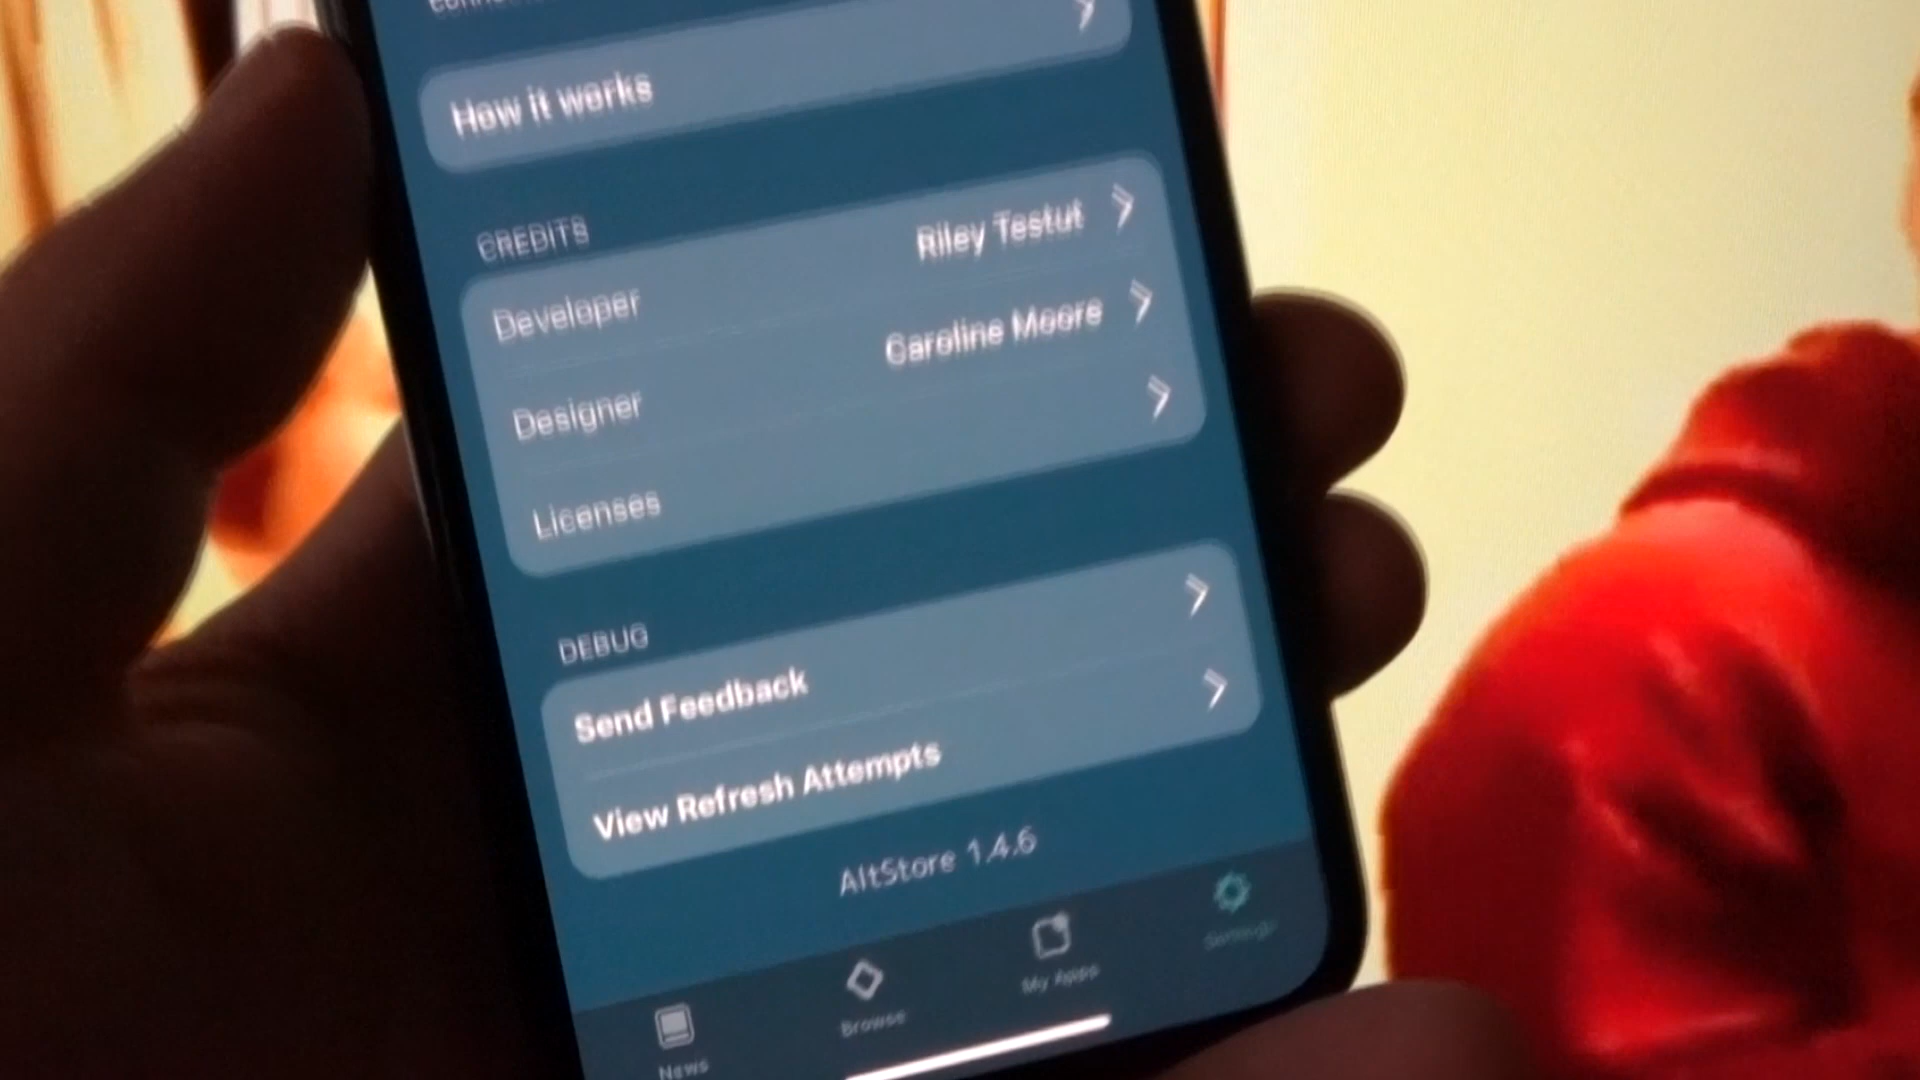 How it works
CREDITS
Developer Riley Testut
Designer Caroline Moore
Licenses
DEBUG
Send Feedback
View Refresh Attempts
AltStore 1.4.6
News Browse My Apps Settings